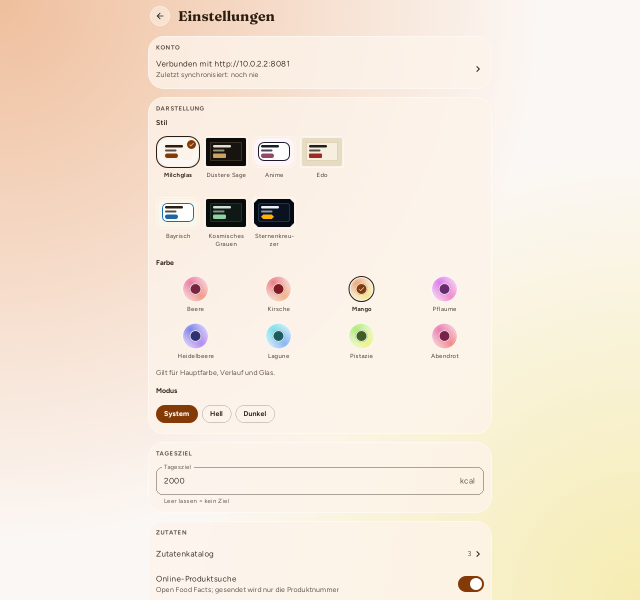 Einstellungen
KONTO
Verbunden mit http://10.0.2.2:8081
Zuletzt synchronisiert: noch nie
DARSTELLUNG
Stil
Milchglas
Düstere Sage
Anime
Edo
Bayrisch
Kosmisches
Grauen
Sternenkreu-
zer
Farbe
Beere
Kirsche
Mango
Pflaume
Heidelbeere
Lagune
Pistazie
Abendrot
Gilt für Hauptfarbe, Verlauf und Glas.
Modus
System
Hell
Dunkel
TAGESZIEL
Tagesziel
2000
kcal
Leer lassen = kein Ziel
ZUTATEN
Zutatenkatalog
3
Online-Produktsuche
Open Food Facts; gesendet wird nur die Produktnummer